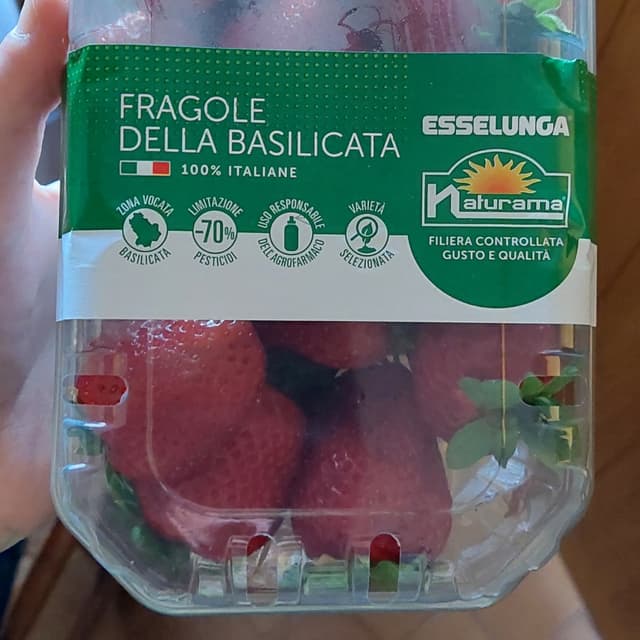 FRAGOLE
DELLA BASILICATA
100% ITALIANE
ZONA VOCATA
BASILICATA
LIMITAZIONE
-70%
PESTICIDI
USO RESPONSABILE
DELL'AGROFARMACO
VARIETÀ
SELEZIONATA
ESSELUNGA
Naturama
FILIERA CONTROLLATA
GUSTO E QUALITÀ